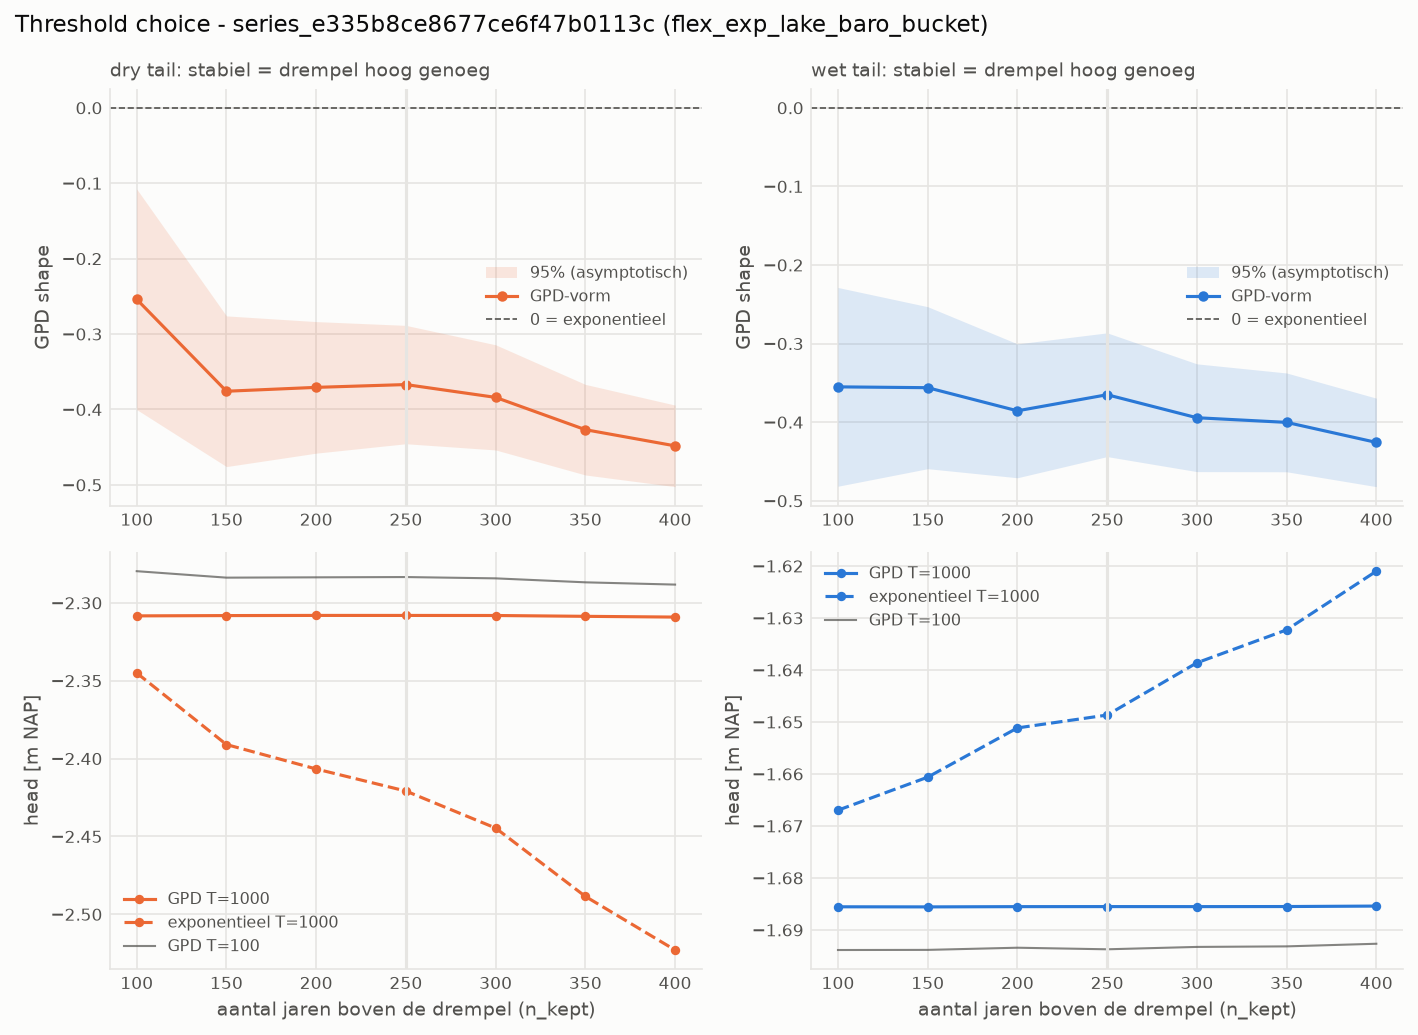 Threshold choice - series_e335b8ce8677ce6f47b0113c (flex_exp_lake_baro_bucket)
dry tail: stabiel = drempel hoog genoeg
0.0
−0.1
−0.2
−0.3
−0.4
−0.5
GPD shape
95% (asymptotisch)
GPD-vorm
0 = exponentieel
100 150 200 250 300 350 400
wet tail: stabiel = drempel hoog genoeg
0.0
−0.1
−0.2
−0.3
−0.4
−0.5
GPD shape
95% (asymptotisch)
GPD-vorm
0 = exponentieel
100 150 200 250 300 350 400
−2.30
−2.35
−2.40
−2.45
−2.50
head [m NAP]
GPD T=1000
exponentieel T=1000
GPD T=100
100 150 200 250 300 350 400
aantal jaren boven de drempel (n_kept)
−1.62
−1.63
−1.64
−1.65
−1.66
−1.67
−1.68
−1.69
head [m NAP]
GPD T=1000
exponentieel T=1000
GPD T=100
100 150 200 250 300 350 400
aantal jaren boven de drempel (n_kept)